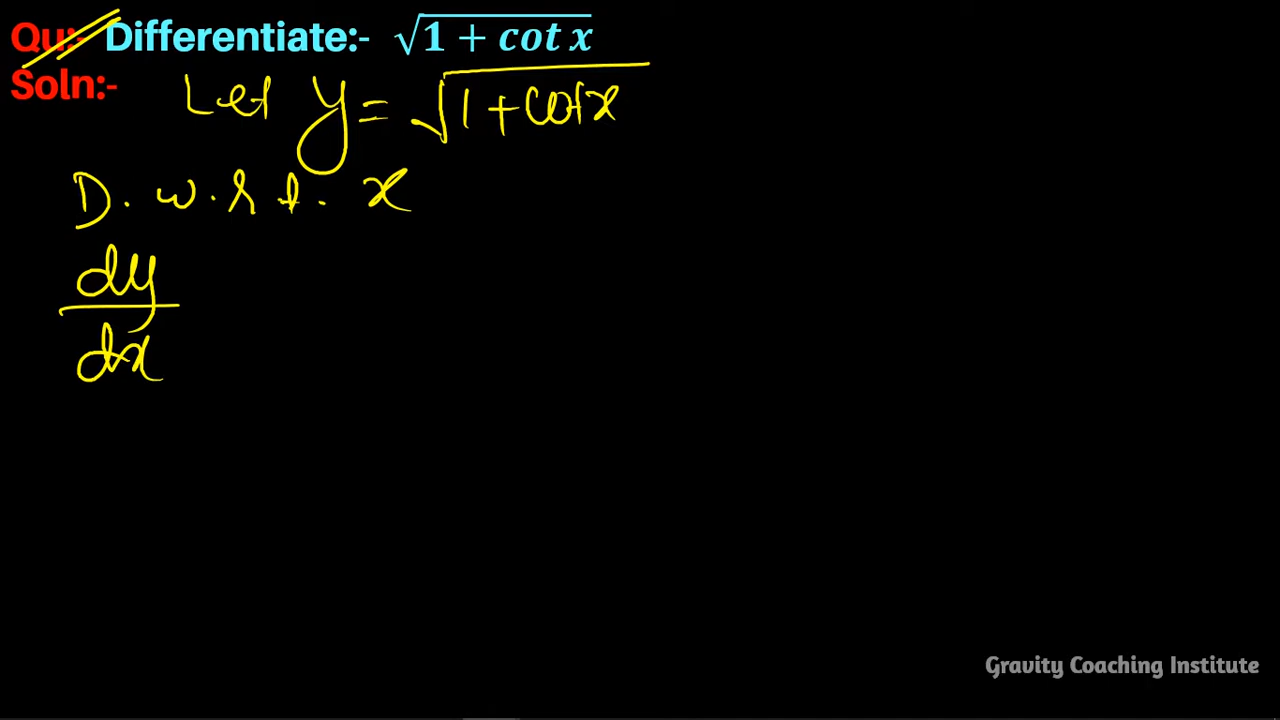 Qu:- Differentiate:- √1 + cot x
Soln:- Let y = √1 + cotx
D. w. r. t. x
dy
dx
Gravity Coaching Institute